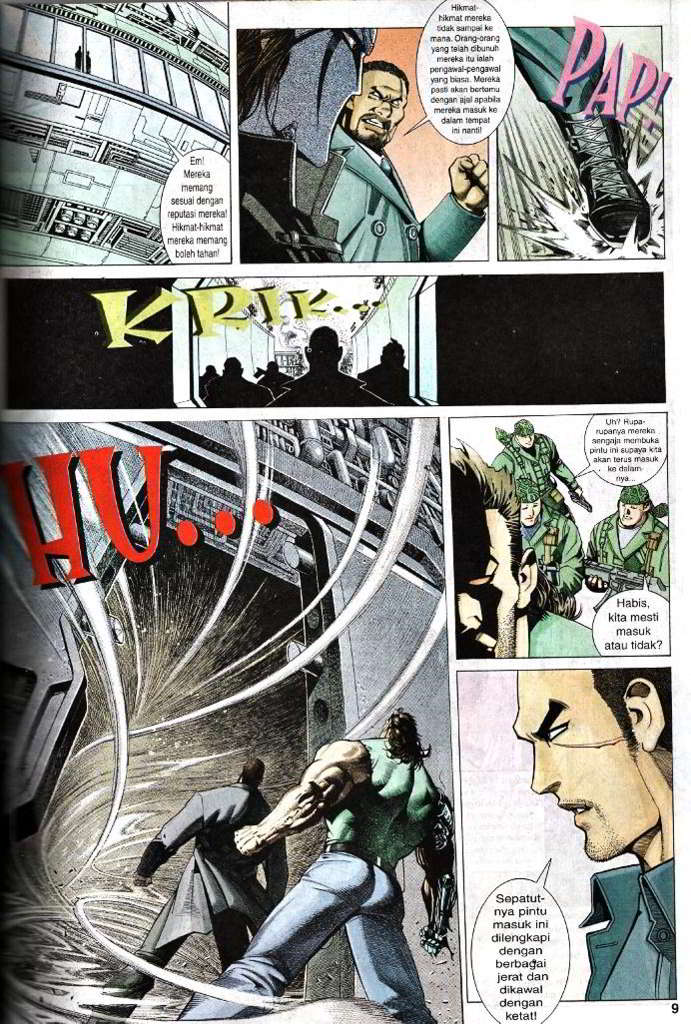 Em!
Mereka
memang
sesuai dengan
reputasi mereka!
Hikmat-hikmat
mereka memang
boleh tahan!
Hikmat-
hikmat mereka
tidak sampai ke
mana. Orang-orang
yang telah dibunuh
mereka itu ialah
pengawal-pengawal
yang biasa. Mereka
pasti akan bertemu
dengan ajal apabila
mereka masuk ke
dalam tempat
ini nanti!
PAP!
KRIK...
HU...
Uh? Rupa-
rupanya mereka
sengaja membuka
pintu ini supaya kita
akan terus masuk
ke dalam-
nya...
Habis,
kita mesti
masuk
atau tidak?
Sepatut-
nya pintu
masuk ini
dilengkapi
dengan
berbagai
jerat dan
dikawal
dengan
ketat!
9